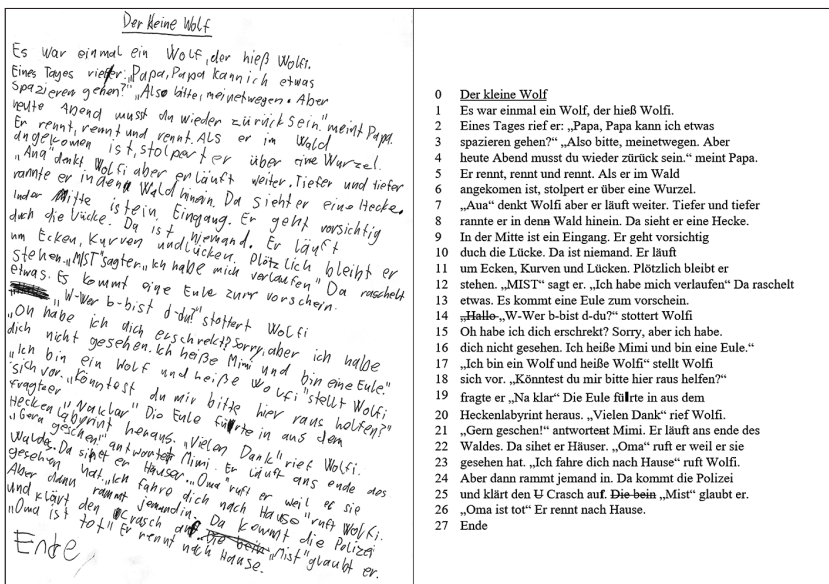 Der kleine Wolf
Es war einmal ein Wolf, der hieß Wolfi.
Eines Tages rief er: „Papa, Papa kann ich etwas
spazieren gehen?" „Also bitte, meinetwegen. Aber
heute Abend musst du wieder zürück sein." meint Papa.
Er rennt, rennt und rennt. Als er im Wald
angekomen ist, stolpert er über eine Wurzel.
„Aua" denkt Wolfi aber er läuft weiter. Tiefer und tiefer
rannte er in den Wald hinein. Da sieht er eine Hecke.
In der Mitte ist ein Eingang. Er geht vorsichtig
duch die Lücke. Da ist niemand. Er läuft
um Ecken, Kurven und Lücken. Plötzlich bleibt er
stehen. „MIST" sagt er. „Ich habe mich verlaufen" Da raschelt
etwas. Es kommt eine Eule zum vorschein.
„W-Wer b-bist d-du?" stottert Wolfi
„Oh habe ich dich erschrekt? Sorry, aber ich habe
dich nicht gesehen. Ich heiße Mimi und bin eine Eule."
„Ich bin ein Wolf und heiße Wolfi" stellt Wolfi
sich vor. „Könntest du mir bitte hier raus helfen?"
fragte er „Na klar" Die Eule fürte in aus dem
Heckenlabyrint heraus. „Vielen Dank" rief Wolfi.
„Gern geschen!" antwortet Mimi. Er läuft ans ende des
Waldes. Da sihet er Häuser. „Oma" ruft er weil er sie
gesehen hat. „Ich fahre dich nach Hause" ruft Wolfi.
Aber dann rammt jemand in. Da kommt die Polizei
und klärt den Crasch auf. Die bein „Mist" glaubt er.
„Oma ist tot" Er rennt nach Hause.
Ende
0 Der kleine Wolf
1 Es war einmal ein Wolf, der hieß Wolfi.
2 Eines Tages rief er: „Papa, Papa kann ich etwas
3 spazieren gehen?“ „Also bitte, meinetwegen. Aber
4 heute Abend musst du wieder zürück sein.“ meint Papa.
5 Er rennt, rennt und rennt. Als er im Wald
6 angekomen ist, stolpert er über eine Wurzel.
7 „Aua“ denkt Wolfi aber er läuft weiter. Tiefer und tiefer
8 rannte er in denn Wald hinein. Da sieht er eine Hecke.
9 In der Mitte ist ein Eingang. Er geht vorsichtig
10 duch die Lücke. Da ist niemand. Er läuft
11 um Ecken, Kurven und Lücken. Plötzlich bleibt er
12 stehen. „MIST“ sagt er. „Ich habe mich verlaufen“ Da raschelt
13 etwas. Es kommt eine Eule zum vorschein.
14 „Hallo „W-Wer b-bist d-du?“ stottert Wolfi
15 Oh habe ich dich erschrekt? Sorry, aber ich habe.
16 dich nicht gesehen. Ich heiße Mimi und bin eine Eule.“
17 „Ich bin ein Wolf und heiße Wolfi“ stellt Wolfi
18 sich vor. „Könntest du mir bitte hier raus helfen?“
19 fragte er „Na klar“ Die Eule fürte in aus dem
20 Heckenlabyrint heraus. „Vielen Dank“ rief Wolfi.
21 „Gern geschen!“ antwortent Mimi. Er läuft ans ende des
22 Waldes. Da sihet er Häuser. „Oma“ ruft er weil er sie
23 gesehen hat. „Ich fahre dich nach Hause“ ruft Wolfi.
24 Aber dann rammt jemand in. Da kommt die Polizei
25 und klärt den U Crasch auf. Die bein „Mist“ glaubt er.
26 „Oma ist tot“ Er rennt nach Hause.
27 Ende